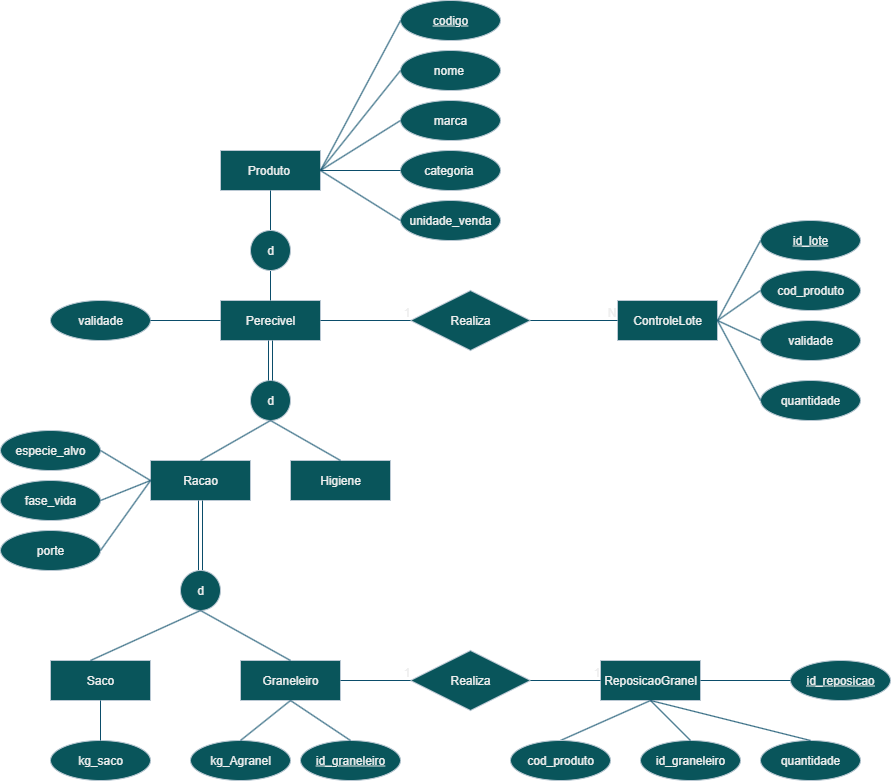 codigo
nome
marca
Produto
categoria
unidade_venda
d
id_lote
cod_produto
validade
Perecivel
1
Realiza
N
ControleLote
validade
quantidade
d
especie_alvo
Racao
Higiene
fase_vida
porte
d
Saco
Graneleiro
1
Realiza
ReposicaoGranel
id_reposicao
kg_saco
kg_Agranel
id_graneleiro
cod_produto
id_graneleiro
quantidade